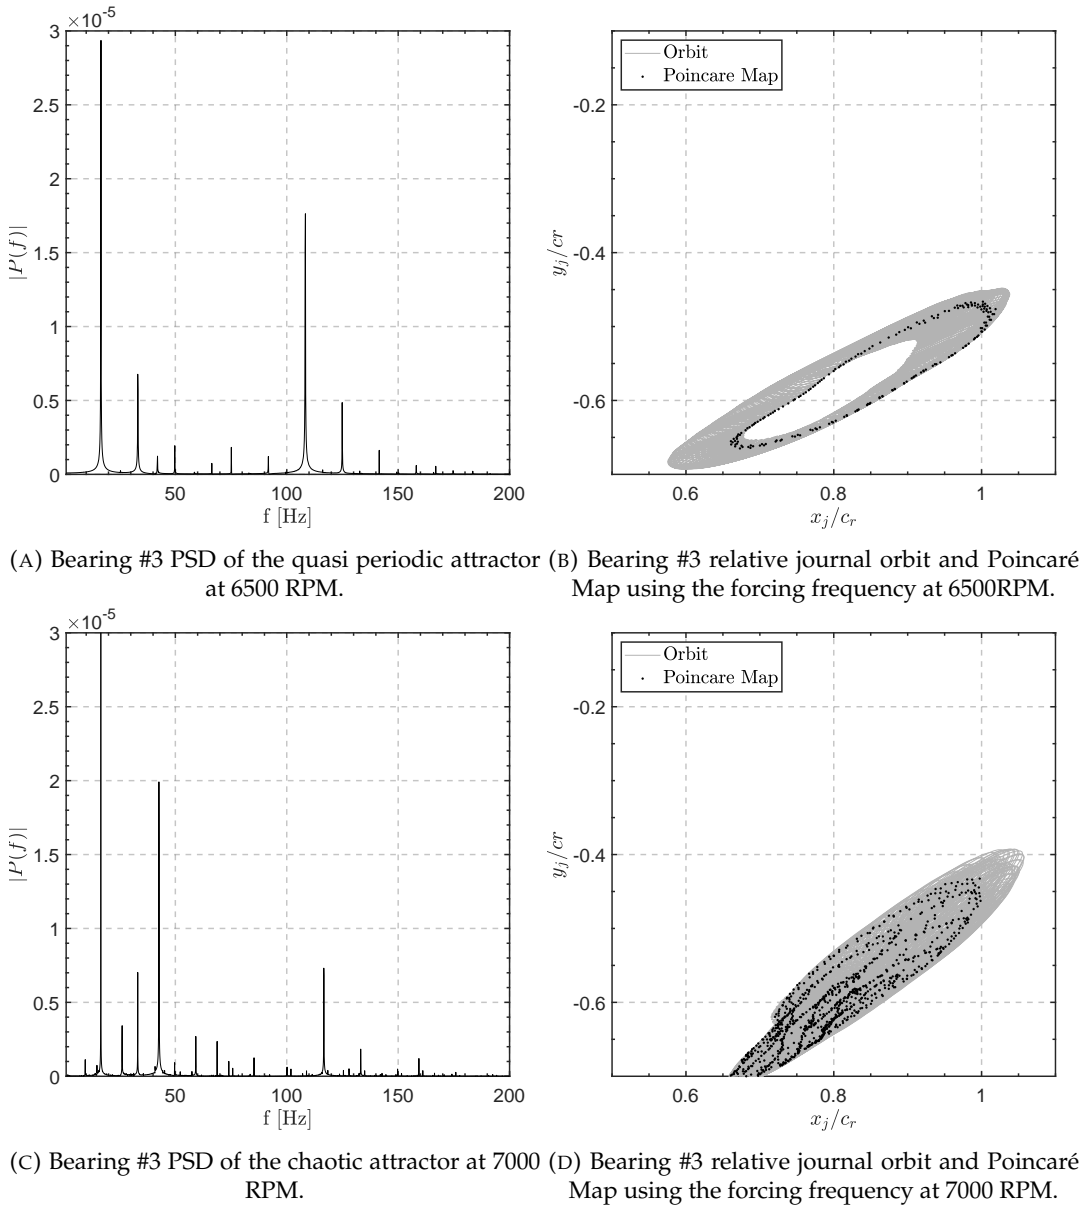 ×10⁻⁵
3
2.5
2
1.5
1
0.5
0
|P(f)|
50 100 150 200
f [Hz]
Orbit
Poincare Map
-0.2
-0.4
-0.6
y_j/cr
0.6 0.8 1
x_j/c_r
(A) Bearing #3 PSD of the quasi periodic attractor
at 6500 RPM.
(B) Bearing #3 relative journal orbit and Poincaré
Map using the forcing frequency at 6500RPM.
×10⁻⁵
3
2.5
2
1.5
1
0.5
0
|P(f)|
50 100 150 200
f [Hz]
Orbit
Poincare Map
-0.2
-0.4
-0.6
y_j/cr
0.6 0.8 1
x_j/c_r
(C) Bearing #3 PSD of the chaotic attractor at 7000
RPM.
(D) Bearing #3 relative journal orbit and Poincaré
Map using the forcing frequency at 7000 RPM.